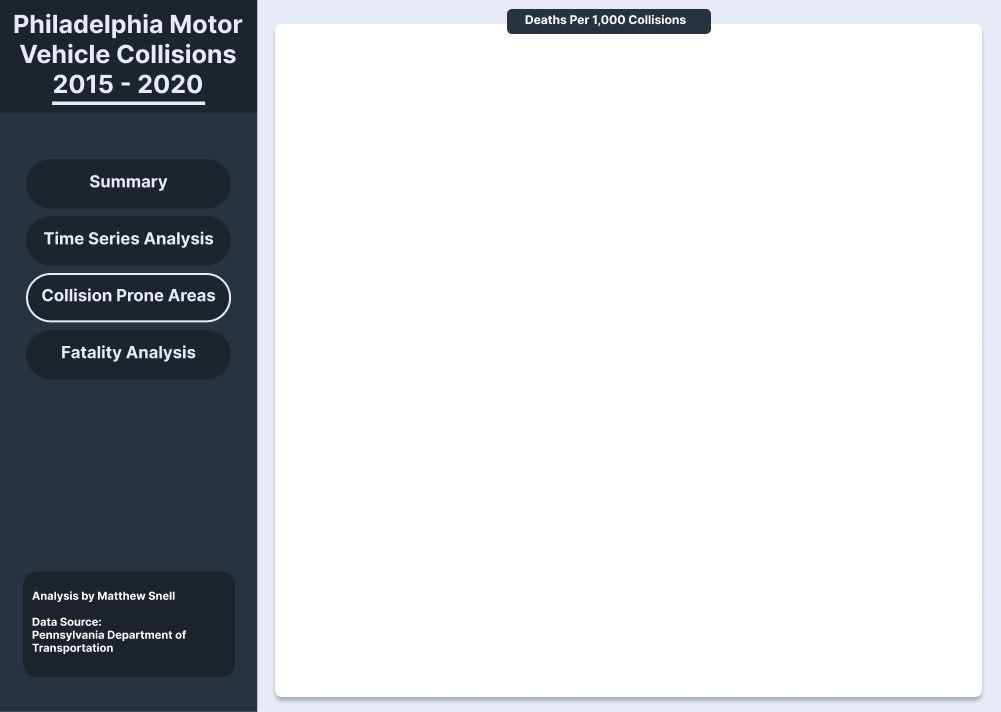 Philadelphia Motor
Vehicle Collisions
2015 - 2020
Summary
Time Series Analysis
Collision Prone Areas
Fatality Analysis
Analysis by Matthew Snell
Data Source:
Pennsylvania Department of
Transportation
Deaths Per 1,000 Collisions